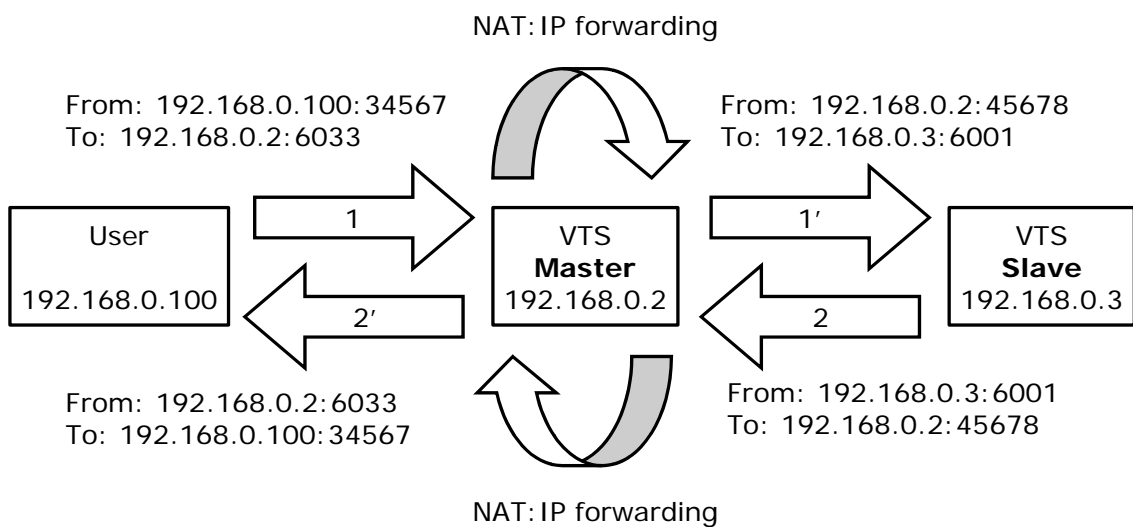 NAT: IP forwarding
From: 192.168.0.100:34567
To: 192.168.0.2:6033
From: 192.168.0.2:45678
To: 192.168.0.3:6001
User
192.168.0.100
1
VTS
Master
192.168.0.2
1'
VTS
Slave
192.168.0.3
2'
2
From: 192.168.0.2:6033
To: 192.168.0.100:34567
From: 192.168.0.3:6001
To: 192.168.0.2:45678
NAT: IP forwarding